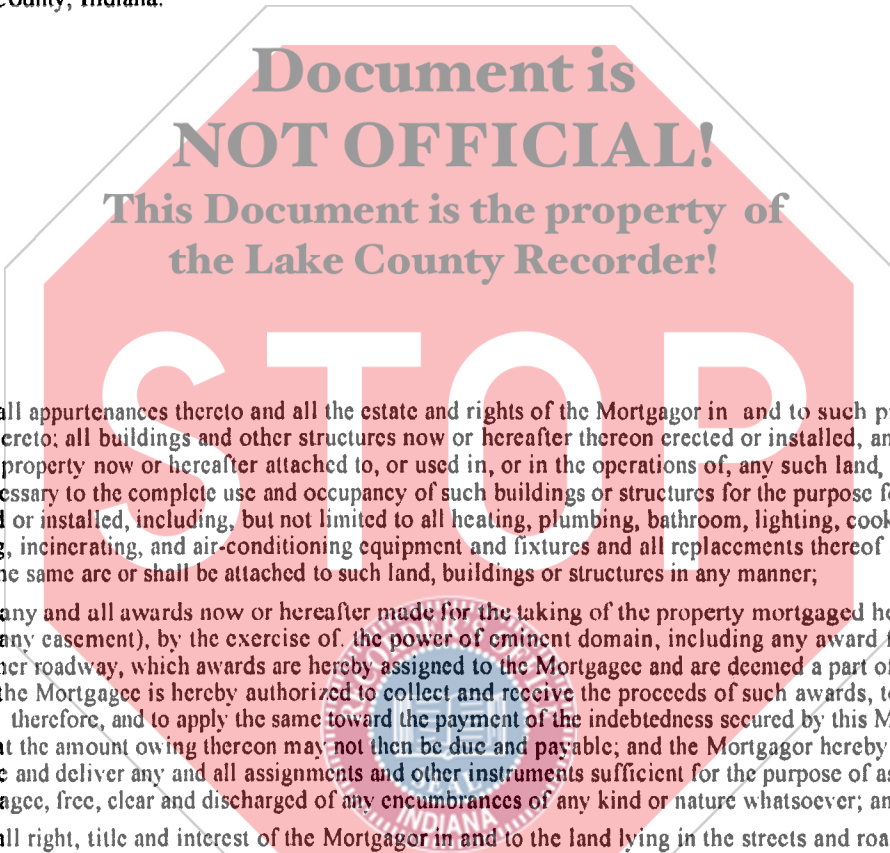 County, Indiana.
Document is
NOT OFFICIAL!
This Document is the property of
the Lake County Recorder!
STOP
all appurtenances thereto and all the estate and rights of the Mortgagor in and to such p
ereto; all buildings and other structures now or hereafter thereon erected or installed, an
property now or hereafter attached to, or used in, or in the operations of, any such land,
cessary to the complete use and occupancy of such buildings or structures for the purpose f
d or installed, including, but not limited to all heating, plumbing, bathroom, lighting, cook
g, incinerating, and air-conditioning equipment and fixtures and all replacements thereof
he same are or shall be attached to such land, buildings or structures in any manner;
any and all awards now or hereafter made for the taking of the property mortgaged he
any easement), by the exercise of. the power of eminent domain, including any award f
her roadway, which awards are hereby assigned to the Mortgagee and are deemed a part of
the Mortgagee is hereby authorized to collect and receive the proceeds of such awards, t
therefore, and to apply the same toward the payment of the indebtedness secured by this M
at the amount owing thereon may not then be due and payable; and the Mortgagor hereby
e and deliver any and all assignments and other instruments sufficient for the purpose of as
agee, free, clear and discharged of any encumbrances of any kind or nature whatsoever; an
all right, title and interest of the Mortgagor in and to the land lying in the streets and roa
SEAL
INDIANA